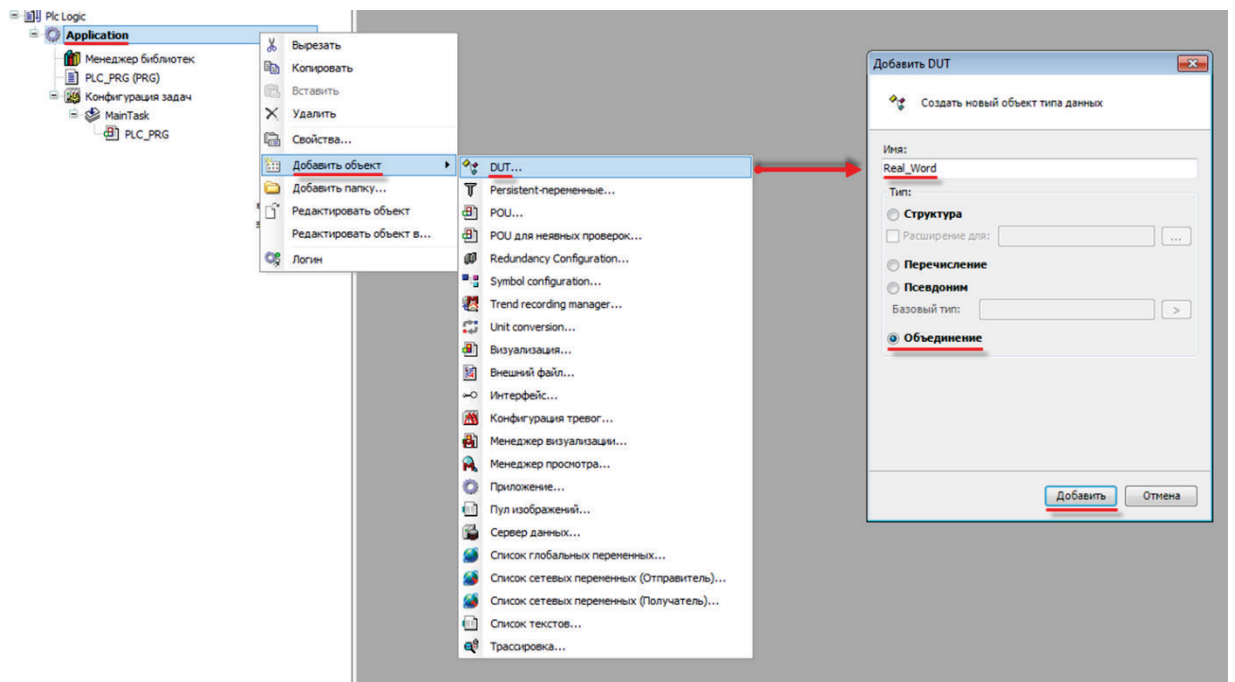 Plc Logic
Application
Менеджер библиотек
PLC_PRG (PRG)
Конфигурация задач
MainTask
PLC_PRG
Вырезать
Копировать
Вставить
Удалить
Свойства...
Добавить объект
Добавить папку...
Редактировать объект
Редактировать объект в...
Логин
DUT...
Persistent-переменные...
POU...
POU для неявных проверок...
Redundancy Configuration...
Symbol configuration...
Trend recording manager...
Unit conversion...
Визуализация...
Внешний файл...
Интерфейс...
Конфигурация тревог...
Менеджер визуализации...
Менеджер просмотра...
Приложение...
Пул изображений...
Сервер данных...
Список глобальных переменных...
Список сетевых переменных (Отправитель)...
Список сетевых переменных (Получатель)...
Список текстов...
Трассировка...
Добавить DUT
Создать новый объект типа данных
Имя:
Real_Word
Тип:
Структура
Расширение для:
...
Перечисление
Псевдоним
Базовый тип:
>
Объединение
Добавить
Отмена